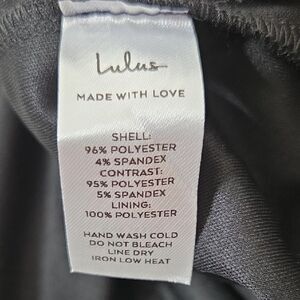 Lulus
MADE WITH LOVE
SHELL:
96% POLYESTER
4% SPANDEX
CONTRAST:
95% POLYESTER
5% SPANDEX
LINING:
100% POLYESTER
HAND WASH COLD
DO NOT BLEACH
LINE DRY
IRON LOW HEAT